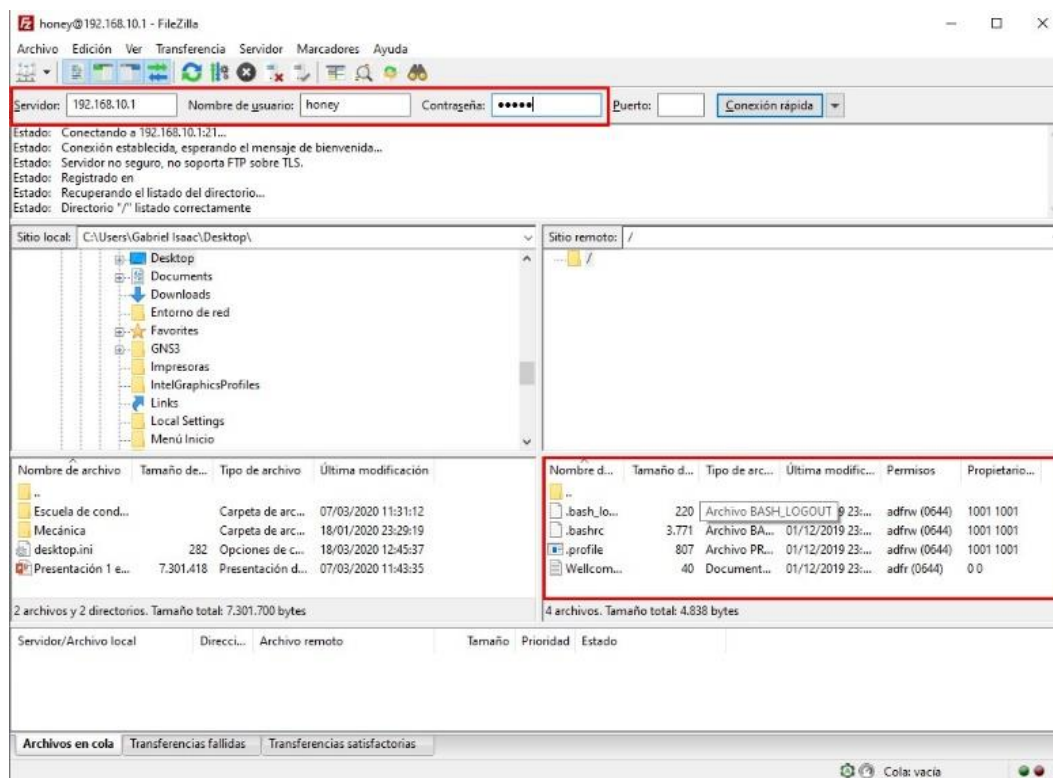 honey@192.168.10.1 - FileZilla
Archivo Edición Ver Transferencia Servidor Marcadores Ayuda
Servidor: 192.168.10.1 Nombre de usuario: honey Contraseña: ●●●●● Puerto: Conexión rápida
Estado: Conectando a 192.168.10.1:21...
Estado: Conexión establecida, esperando el mensaje de bienvenida...
Estado: Servidor no seguro, no soporta FTP sobre TLS.
Estado: Registrado en
Estado: Recuperando el listado del directorio...
Estado: Directorio "/" listado correctamente
Sitio local: C:\Users\Gabriel Isaac\Desktop\
Desktop
Documents
Downloads
Entorno de red
Favorites
GNS3
Impresoras
IntelGraphicsProfiles
Links
Local Settings
Menú Inicio
Sitio remoto: /
/
Nombre de archivo Tamaño de... Tipo de archivo Última modificación
..
Escuela de cond... Carpeta de arc... 07/03/2020 11:31:12
Mecánica Carpeta de arc... 18/01/2020 23:29:19
desktop.ini 282 Opciones de c... 18/03/2020 12:45:37
Presentación 1 e... 7.301.418 Presentación d... 07/03/2020 11:43:35
2 archivos y 2 directorios. Tamaño total: 7.301.700 bytes
Nombre d... Tamaño d... Tipo de arc... Última modific... Permisos Propietario...
..
.bash_lo... 220 Archivo BASH_LOGOUT 9 23:... adfrw (0644) 1001 1001
.bashrc 3.771 Archivo BA... 01/12/2019 23:... adfrw (0644) 1001 1001
.profile 807 Archivo PR... 01/12/2019 23:... adfrw (0644) 1001 1001
Wellcom... 40 Document... 01/12/2019 23:... adfr (0644) 0 0
4 archivos. Tamaño total: 4.838 bytes
Servidor/Archivo local Direcci... Archivo remoto Tamaño Prioridad Estado
Archivos en cola Transferencias fallidas Transferencias satisfactorias
Cola: vacía